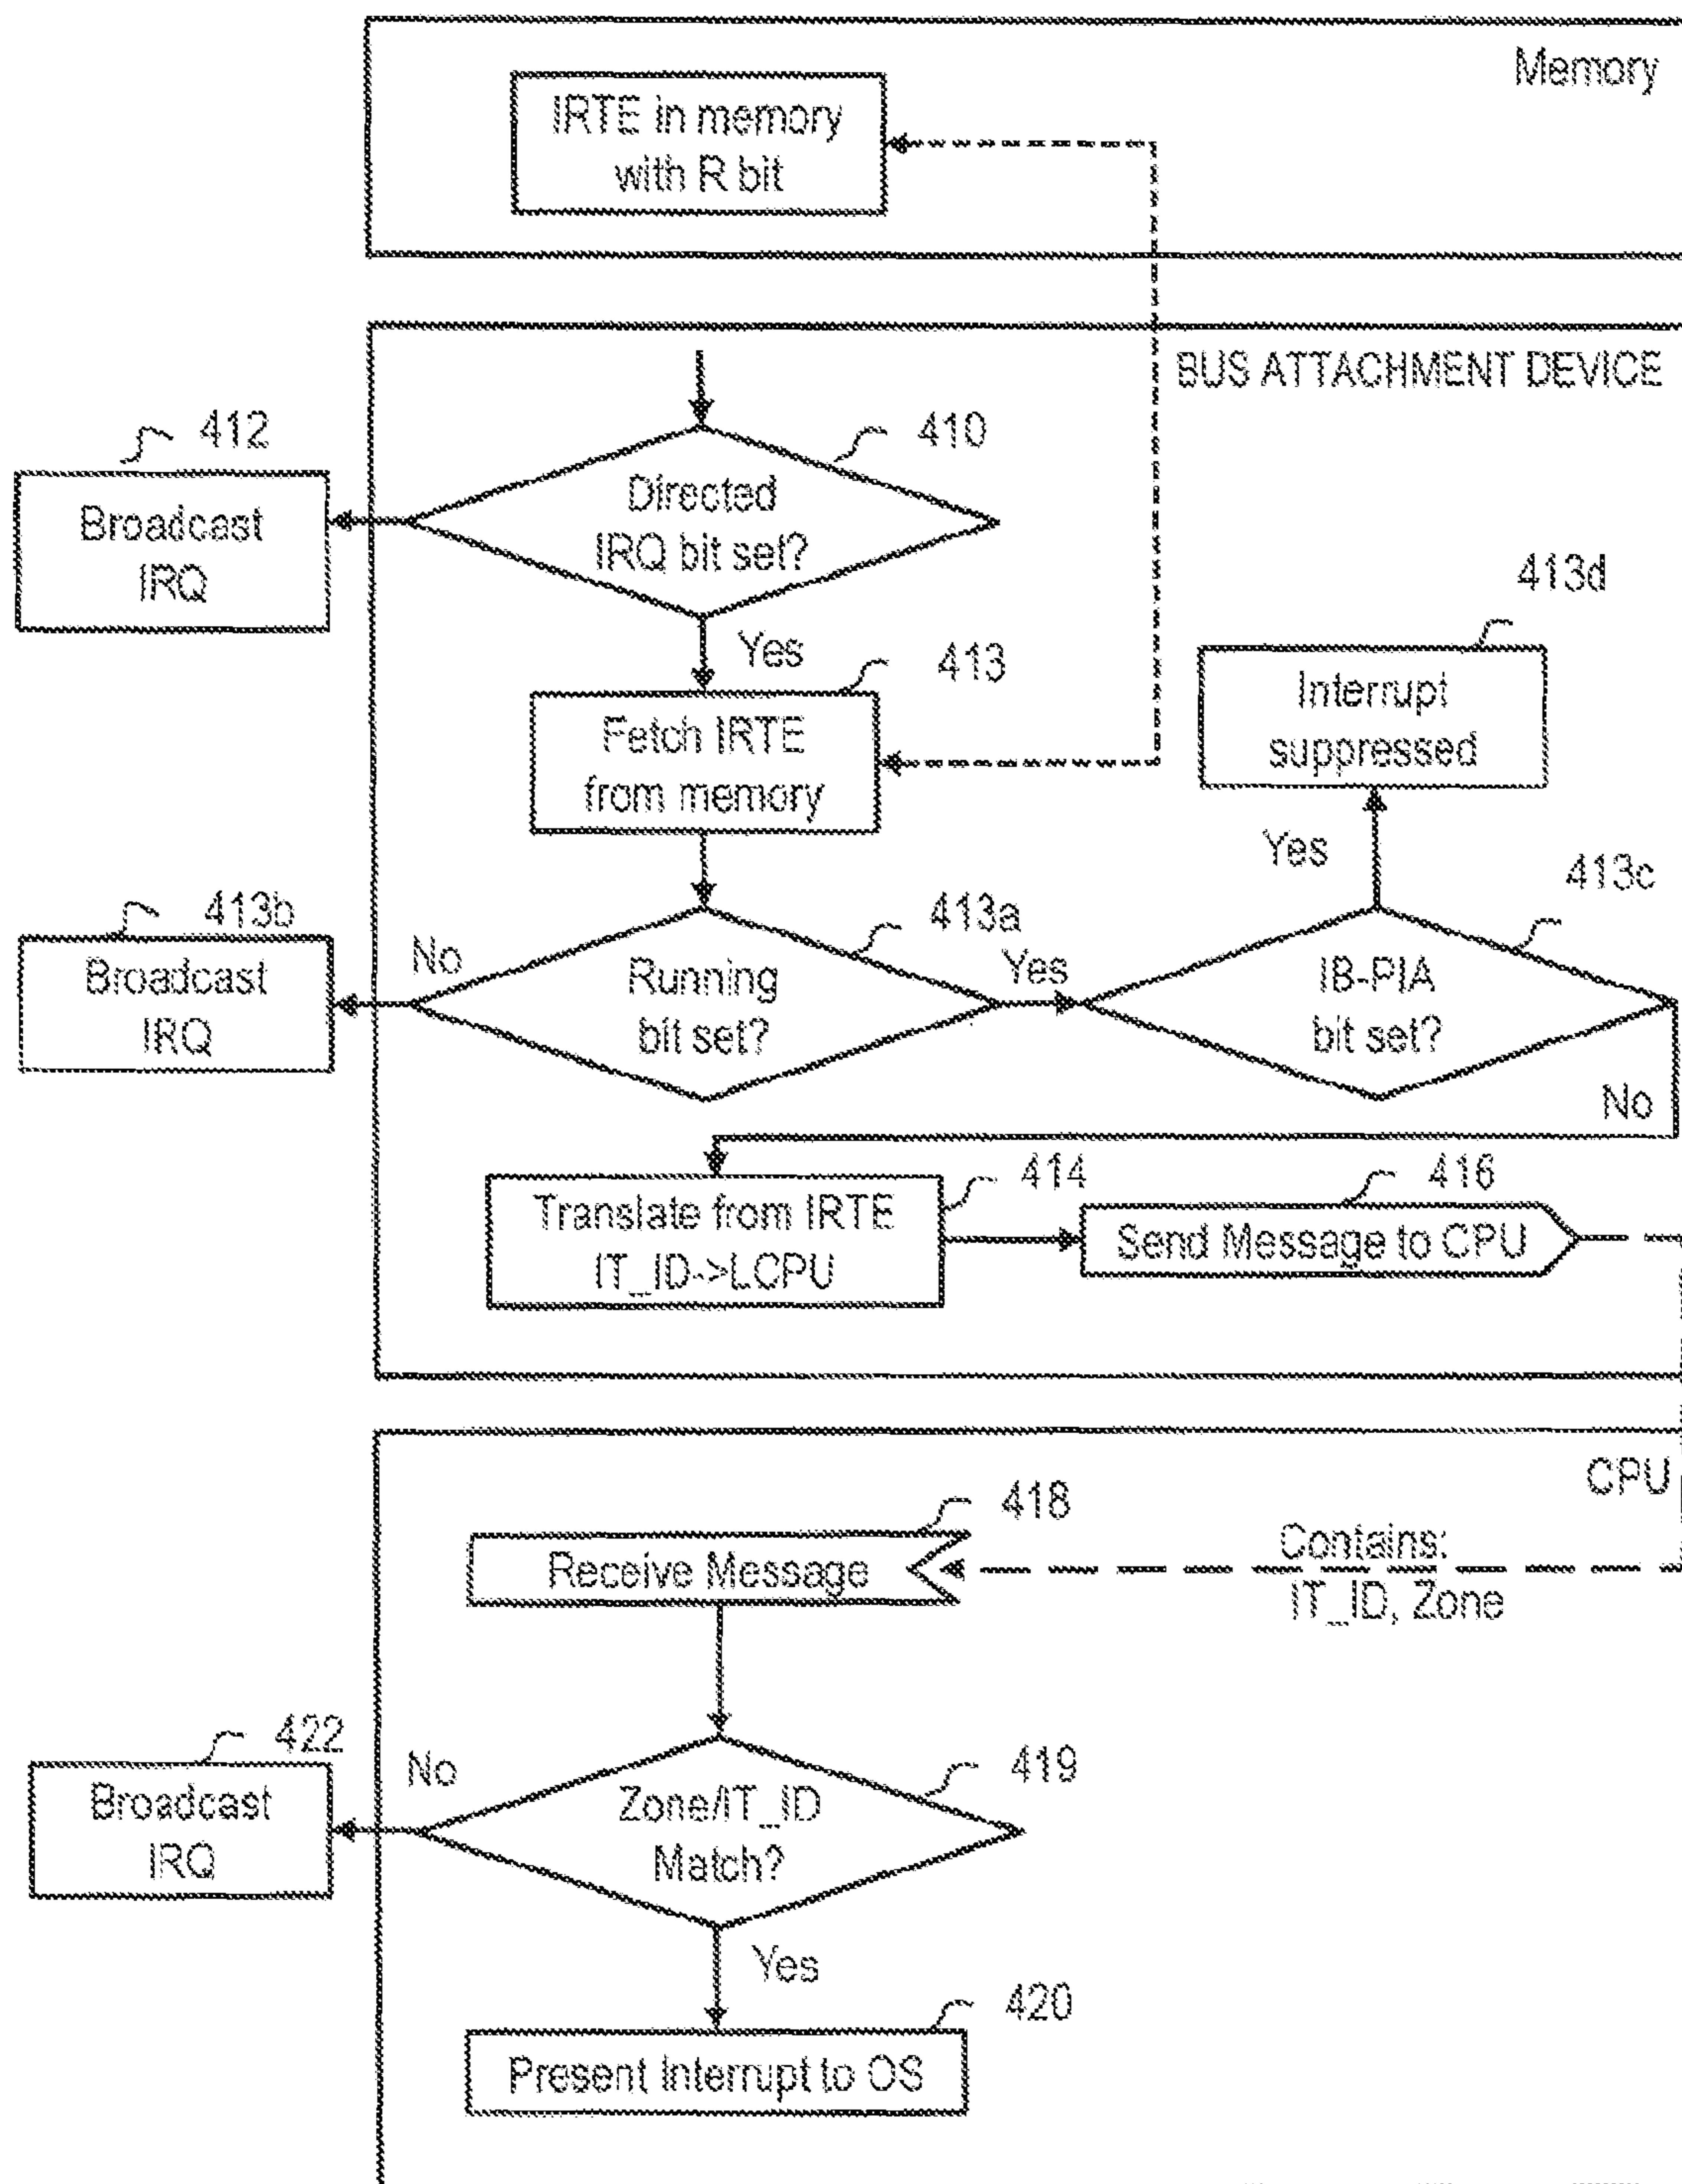 Memory
IRTE in memory
with R bit
BUS ATTACHMENT DEVICE
412
410
Broadcast
IRQ
Directed
IRQ bit set?
413d
Yes
413
Interrupt
suppressed
Fetch IRTE
from memory
Yes
413c
413b
413a
No
Yes
Broadcast
IRQ
Running
bit set?
IB-PIA
bit set?
No
414
416
Translate from IRTE
IT_ID->LCPU
Send Message to CPU
CPU
418
Receive Message
Contains:
IT_ID, Zone
422
No
419
Broadcast
IRQ
Zone/IT_ID
Match?
Yes
420
Present Interrupt to OS